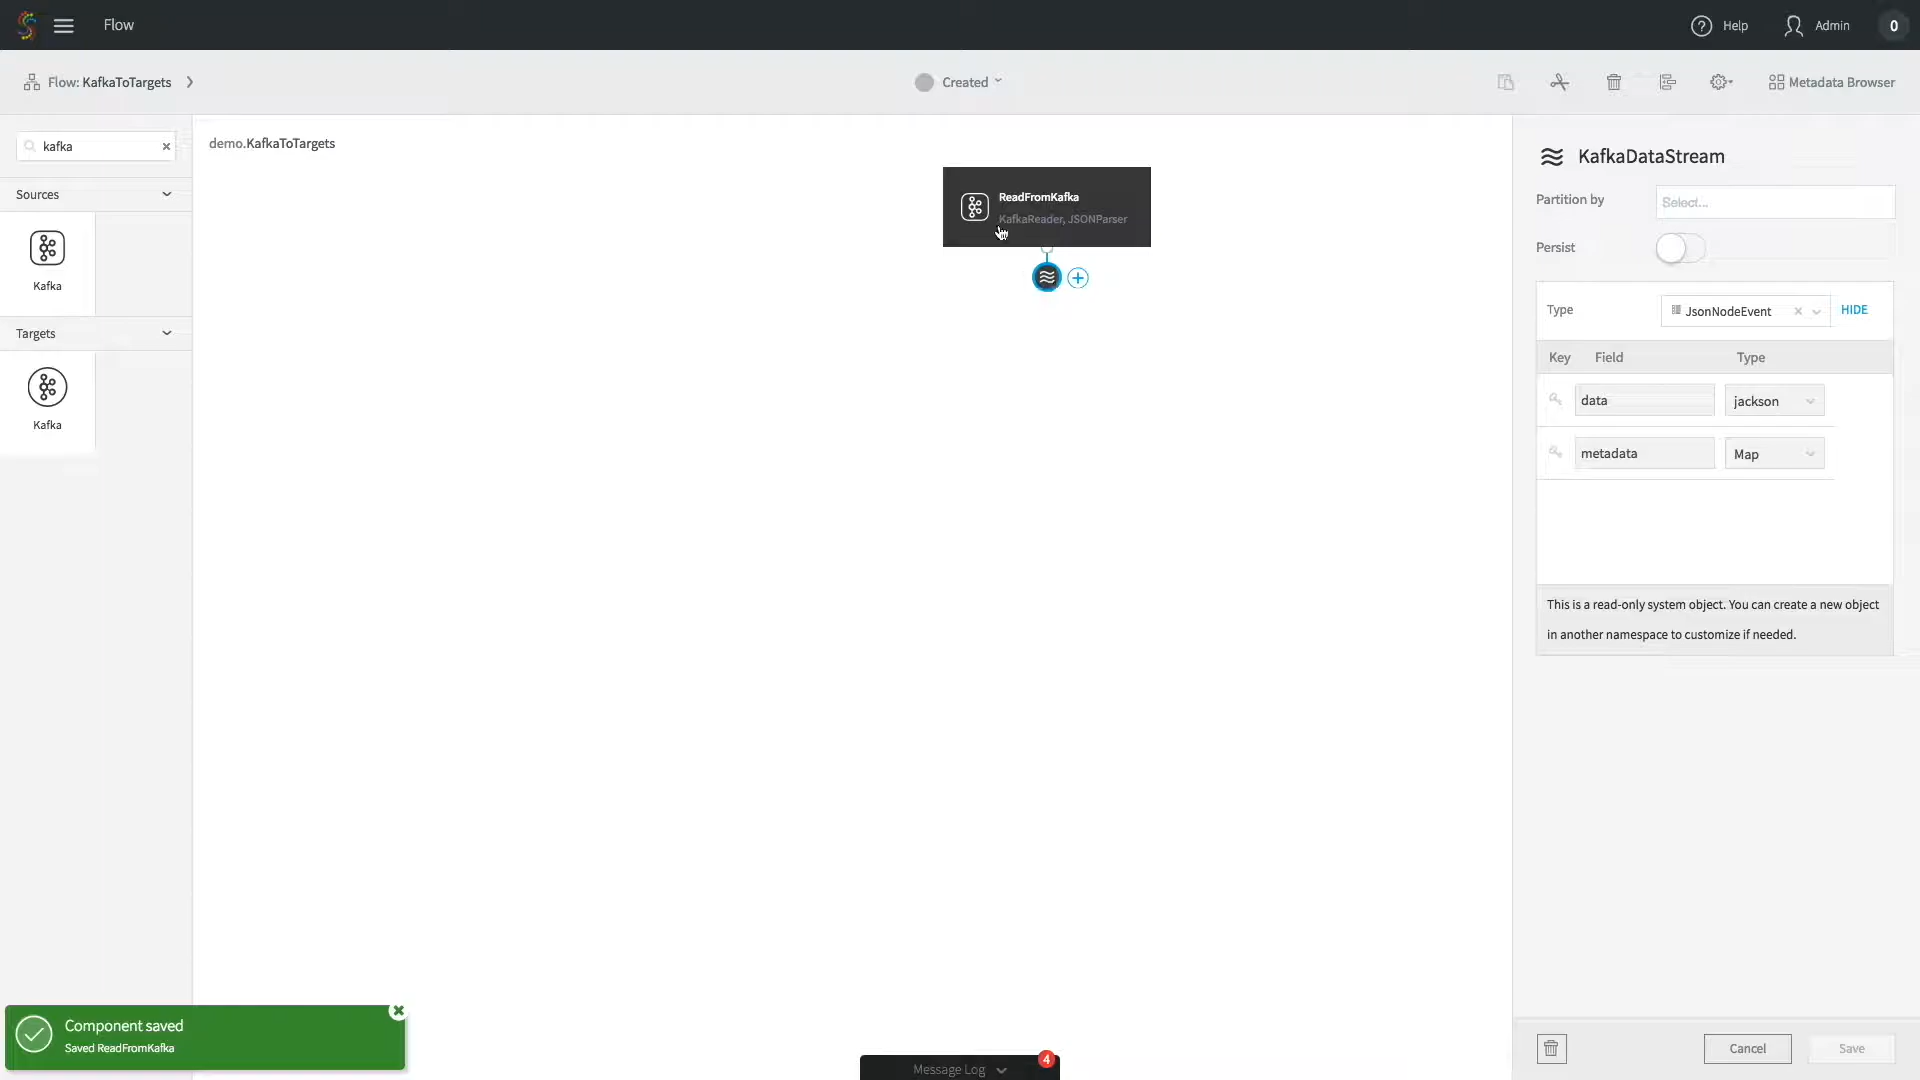 Flow
Help
Admin
0
Flow: KafkaToTargets
Created
Metadata Browser
kafka
Sources
Kafka
Targets
Kafka
demo.KafkaToTargets
ReadFromKafka
KafkaReader, JSONParser
KafkaDataStream
Partition by
Select...
Persist
Type
JsonNodeEvent
HIDE
Key Field Type
data jackson
metadata Map
This is a read-only system object. You can create a new object
in another namespace to customize if needed.
Component saved
Saved ReadFromKafka
Message Log
4
Cancel
Save